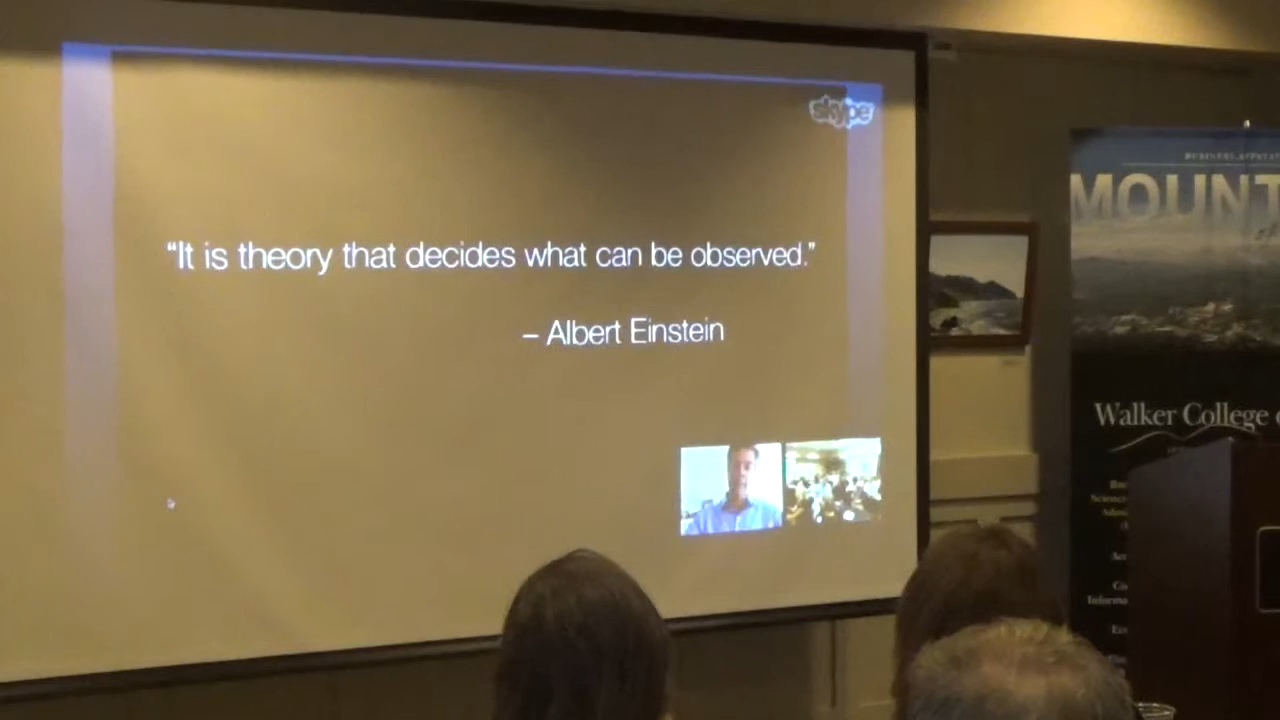 skype
“It is theory that decides what can be observed.”
– Albert Einstein
MOUNT
Walker College